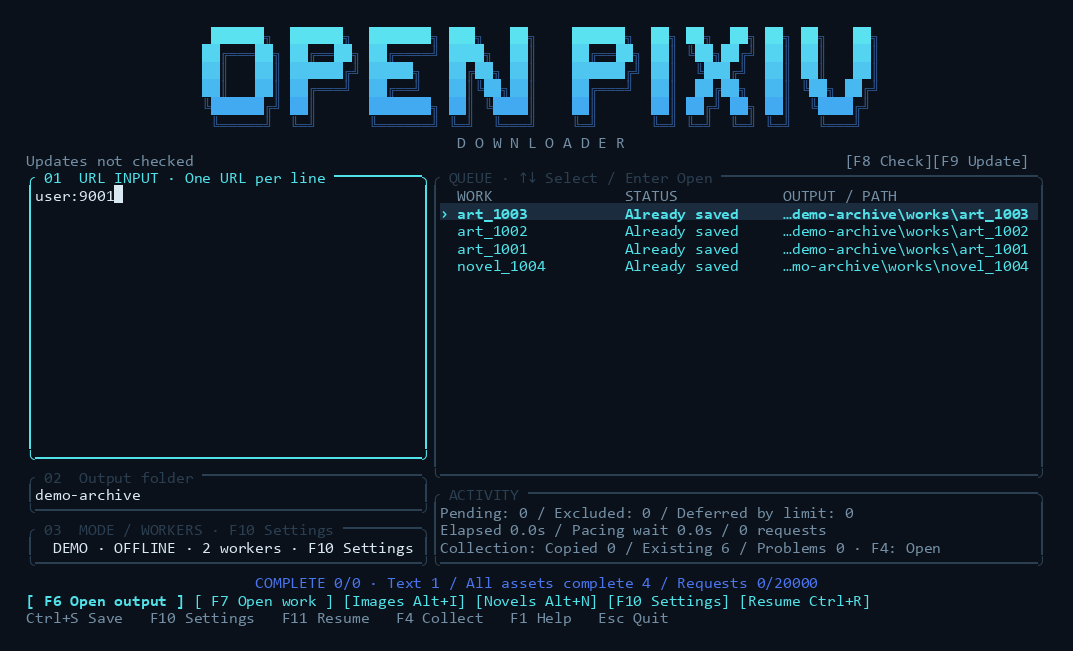 OPEN PIXIV
DOWNLOADER
Updates not checked [F8 Check][F9 Update]
01 URL INPUT · One URL per line
user:9001
QUEUE · ↑↓ Select / Enter Open
WORK STATUS OUTPUT / PATH
› art_1003 Already saved …demo-archive\works\art_1003
art_1002 Already saved …demo-archive\works\art_1002
art_1001 Already saved …demo-archive\works\art_1001
novel_1004 Already saved …mo-archive\works\novel_1004
02 Output folder
demo-archive
03 MODE / WORKERS · F10 Settings
DEMO · OFFLINE · 2 workers · F10 Settings
ACTIVITY
Pending: 0 / Excluded: 0 / Deferred by limit: 0
Elapsed 0.0s / Pacing wait 0.0s / 0 requests
Collection: Copied 0 / Existing 6 / Problems 0 · F4: Open
COMPLETE 0/0 · Text 1 / All assets complete 4 / Requests 0/20000
[ F6 Open output ] [ F7 Open work ] [Images Alt+I] [Novels Alt+N] [F10 Settings] [Resume Ctrl+R]
Ctrl+S Save F10 Settings F11 Resume F4 Collect F1 Help Esc Quit